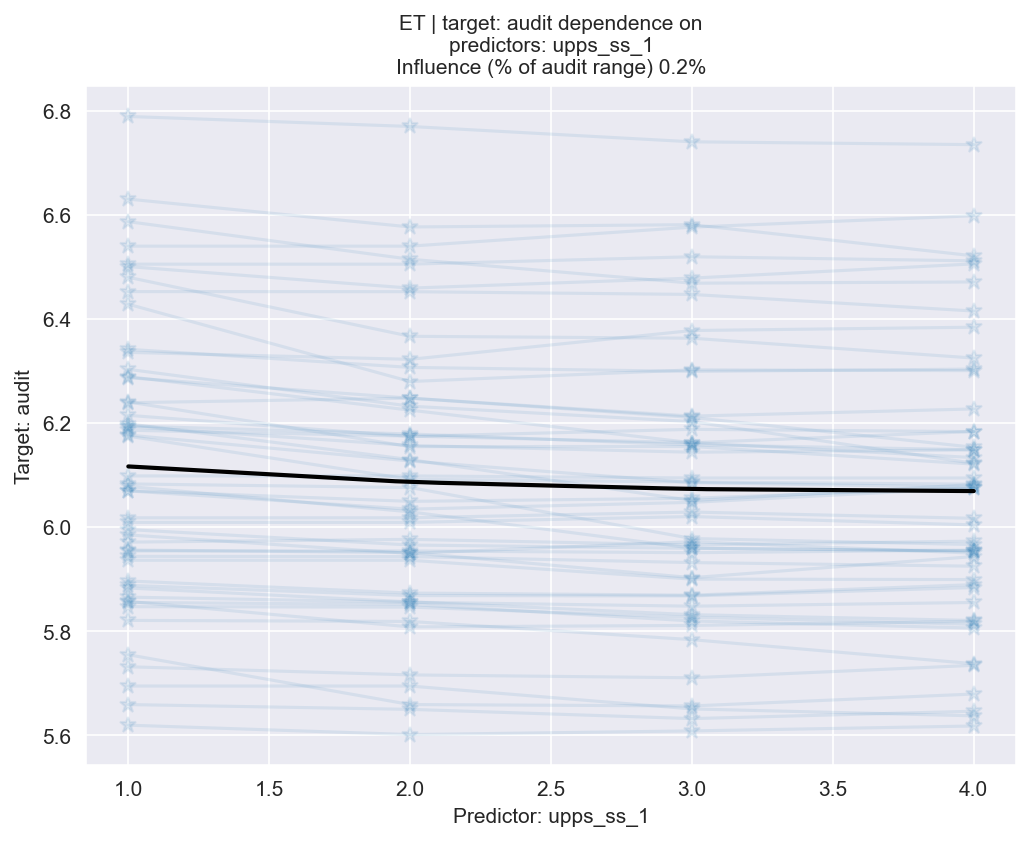 ET | target: audit dependence on
predictors: upps_ss_1
Influence (% of audit range) 0.2%
6.8
6.6
6.4
6.2
6.0
5.8
5.6
Target: audit
1.0 1.5 2.0 2.5 3.0 3.5 4.0
Predictor: upps_ss_1